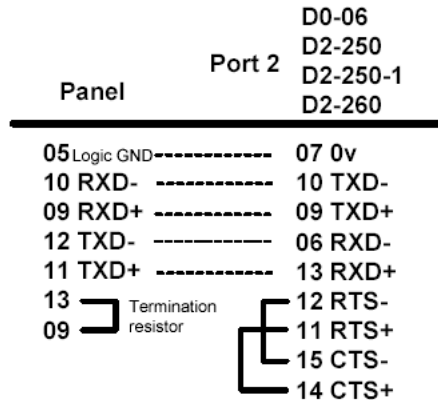 D0-06
Port 2 D2-250
D2-250-1
Panel D2-260
05 Logic GND 07 0v
10 RXD- 10 TXD-
09 RXD+ 09 TXD+
12 TXD- 06 RXD-
11 TXD+ 13 RXD+
13 Termination 12 RTS-
09 resistor 11 RTS+
15 CTS-
14 CTS+